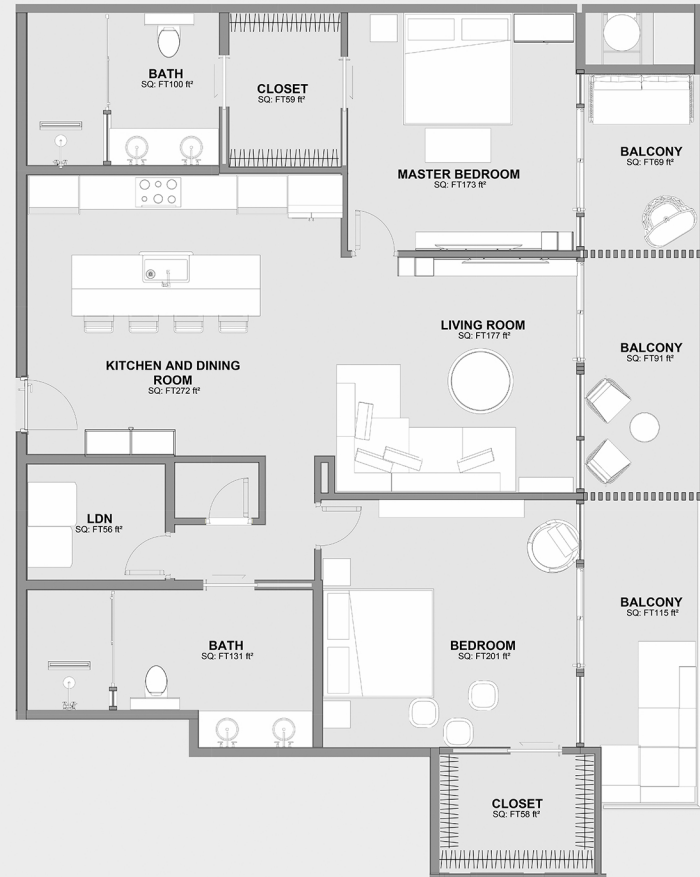 BATH
SQ: FT100 ft²
CLOSET
SQ: FT59 ft²
MASTER BEDROOM
SQ: FT173 ft²
BALCONY
SQ: FT69 ft²
KITCHEN AND DINING
ROOM
SQ: FT272 ft²
LIVING ROOM
SQ: FT177 ft²
BALCONY
SQ: FT91 ft²
LDN
SQ: FT56 ft²
BATH
SQ: FT131 ft²
BEDROOM
SQ: FT201 ft²
BALCONY
SQ: FT115 ft²
CLOSET
SQ: FT58 ft²